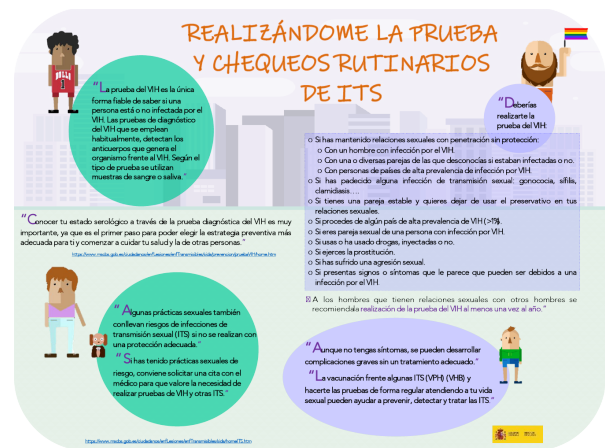 REALIZÁNDOME LA PRUEBA
Y CHEQUEOS RUTINARIOS
DE ITS
BULLS
1
"La prueba del VIH es la única
forma fiable de saber si una
persona está o no infectada por el
VIH. Las pruebas de diagnóstico
del VIH que se emplean
habitualmente, detectan los
anticuerpos que genera el
organismo frente al VIH. Según el
tipo de prueba se utilizan
muestras de sangre o saliva."
"Deberías
realizarte la
prueba del VIH:
o Si has mantenido relaciones sexuales con penetración sin protección:
o Con un hombre con infección por el VIH.
o Con una o diversas parejas de las que desconocías si estaban infectadas o no.
o Con personas de países de alta prevalencia de infección por VIH.
o Si has padecido alguna infección de transmisión sexual: gonococia, sífilis,
clamidiasis….
o Si tienes una pareja estable y quieres dejar de usar el preservativo en tus
relaciones sexuales.
o Si procedes de algún país de alta prevalencia de VIH (>1%).
o Si eres pareja sexual de una persona con infección por VIH.
o Si usas o ha usado drogas, inyectadas o no.
o Si ejerces la prostitución.
o Si has sufrido una agresión sexual.
o Si presentas signos o síntomas que le parece que pueden ser debidos a una
infección por el VIH.
"Conocer tu estado serológico a través de la prueba diagnóstica del VIH es muy
importante, ya que es el primer paso para poder elegir la estrategia preventiva más
adecuada para ti y comenzar a cuidar tu salud y la de otras personas."
A los hombres que tienen relaciones sexuales con otros hombres se
recomiendala realización de la prueba del VIH al menos una vez al año."
"Algunas prácticas sexuales también
conllevan riesgos de infecciones de
transmisión sexual (ITS) si no se realizan con
una protección adecuada."
"Si has tenido prácticas sexuales de
riesgo, conviene solicitar una cita con el
médico para que valore la necesidad de
realizar pruebas de VIH y otras ITS."
"Aunque no tengas síntomas, se pueden desarrollar
complicaciones graves sin un tratamiento adecuado."
"La vacunación frente algunas ITS (VPH) (VHB) y
hacerte las pruebas de forma regular atendiendo a tu vida
sexual pueden ayudar a prevenir, detectar y tratar las ITS."